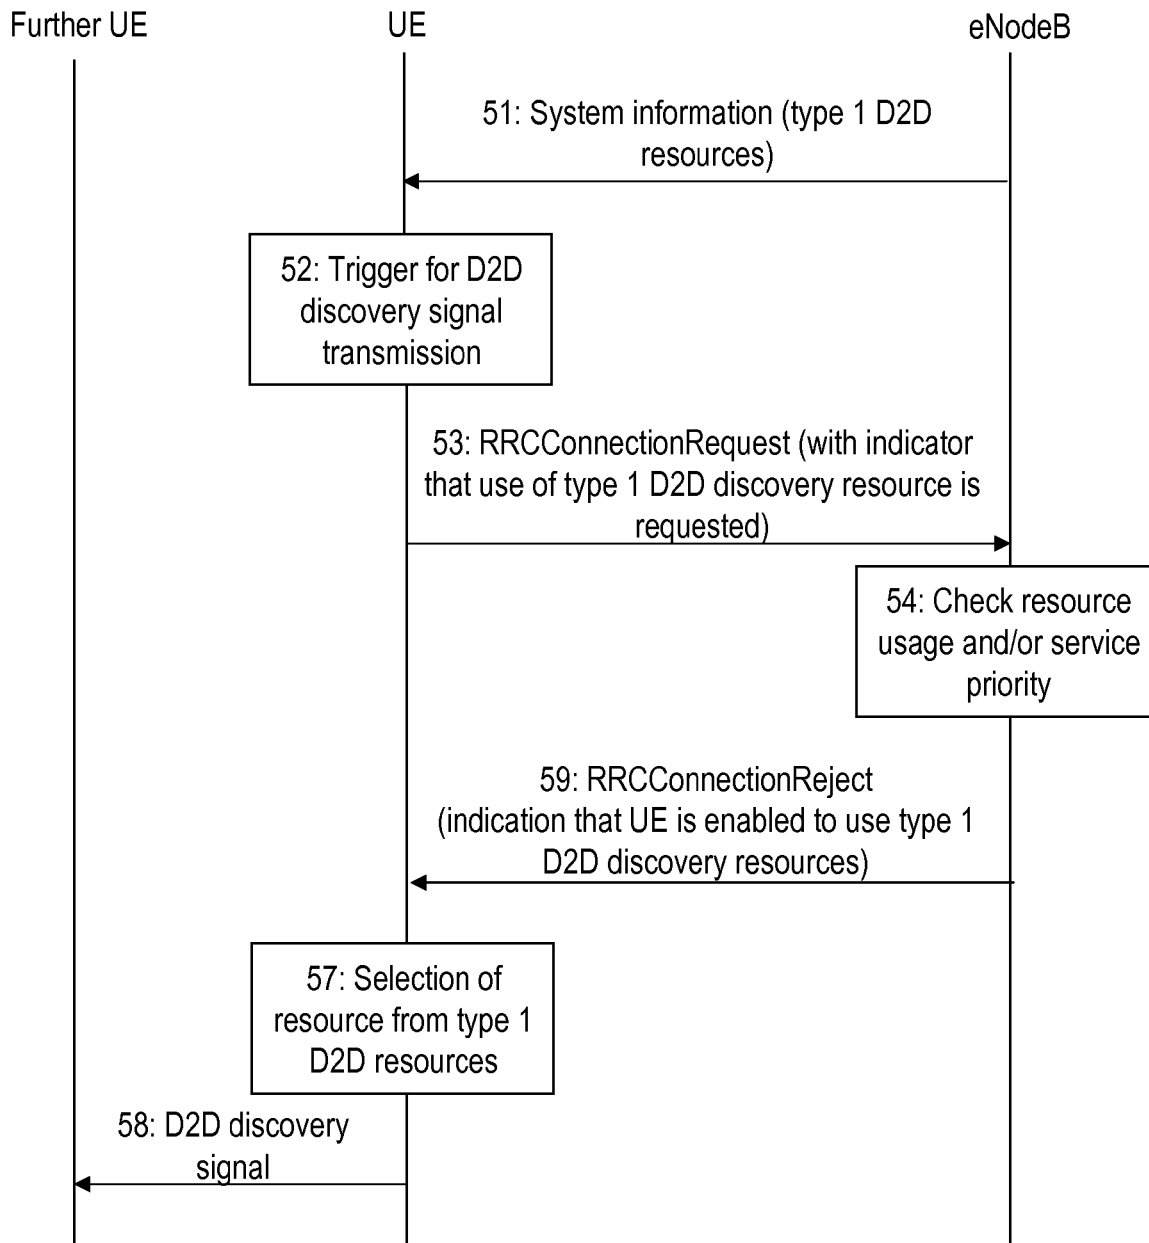 Further UE
UE
eNodeB
51: System information (type 1 D2D
resources)
52: Trigger for D2D
discovery signal
transmission
53: RRCConnectionRequest (with indicator
that use of type 1 D2D discovery resource is
requested)
54: Check resource
usage and/or service
priority
59: RRCConnectionReject
(indication that UE is enabled to use type 1
D2D discovery resources)
57: Selection of
resource from type 1
D2D resources
58: D2D discovery
signal